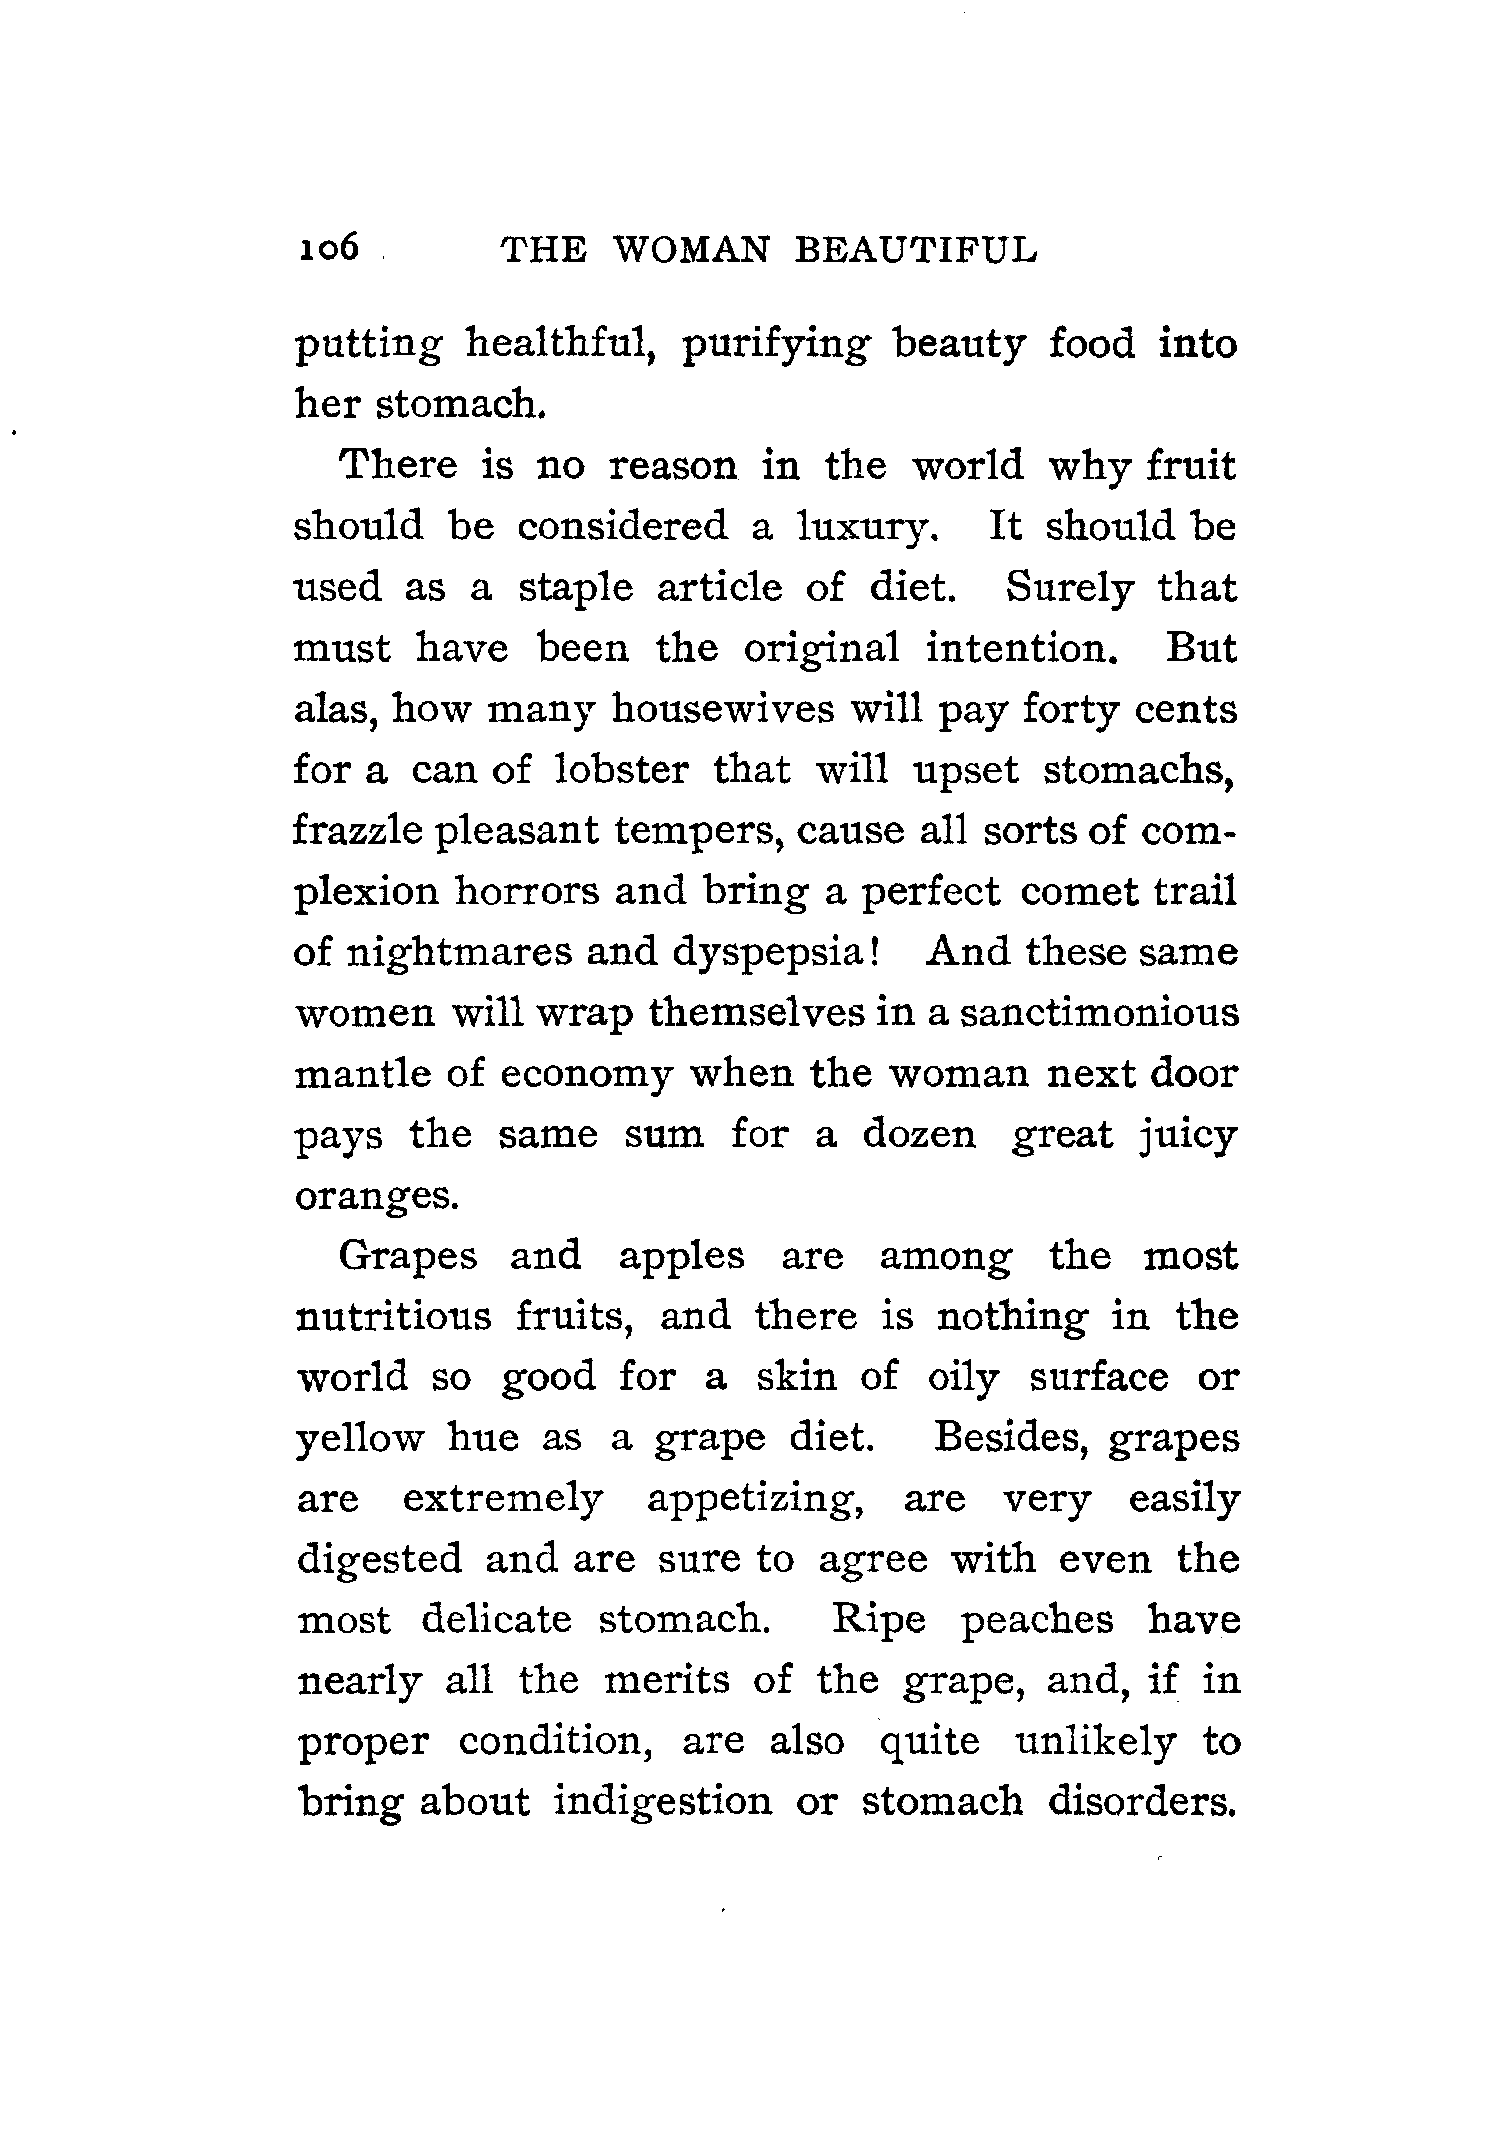 106 THE WOMAN BEAUTIFUL
putting healthful, purifying beauty food into
her stomach.
There is no reason in the world why fruit
should be considered a luxury. It should be
used as a staple article of diet. Surely that
must have been the original intention. But
alas, how many housewives will pay forty cents
for a can of lobster that will upset stomachs,
frazzle pleasant tempers, cause all sorts of com-
plexion horrors and bring a perfect comet trail
of nightmares and dyspepsia! And these same
women will wrap themselves in a sanctimonious
mantle of economy when the woman next door
pays the same sum for a dozen great juicy
oranges.
Grapes and apples are among the most
nutritious fruits, and there is nothing in the
world so good for a skin of oily surface or
yellow hue as a grape diet. Besides, grapes
are extremely appetizing, are very easily
digested and are sure to agree with even the
most delicate stomach. Ripe peaches have
nearly all the merits of the grape, and, if in
proper condition, are also quite unlikely to
bring about indigestion or stomach disorders.